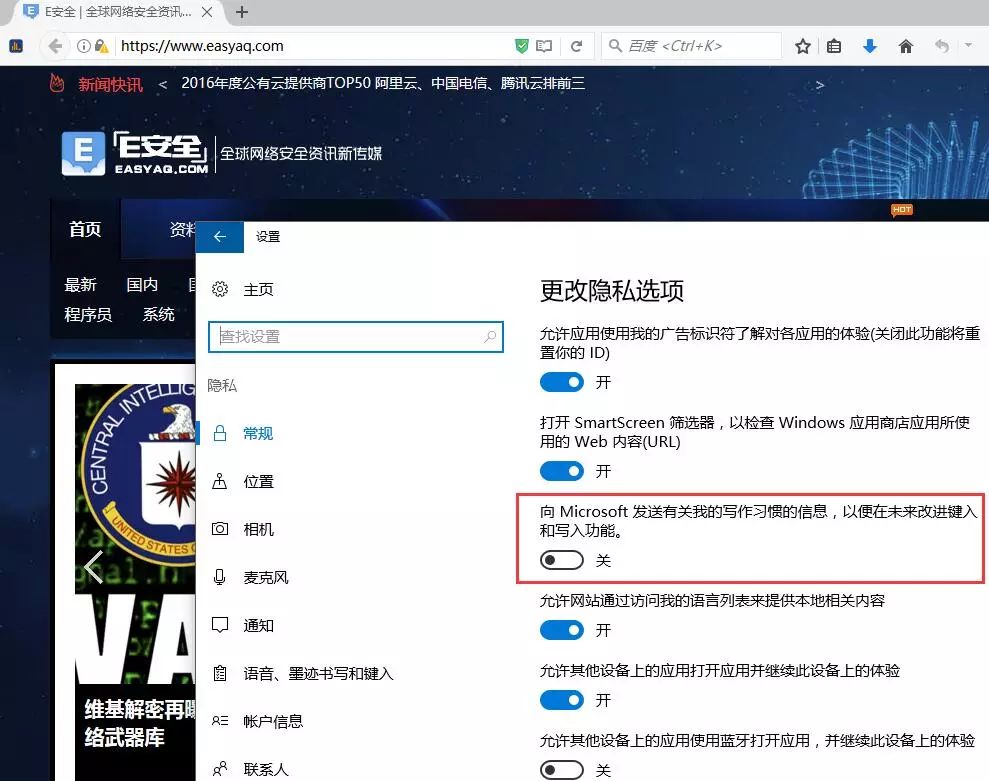 E安全 | 全球网络安全资讯...
https://www.easyaq.com
百度 <Ctrl+K>
新闻快讯 < 2016年度公有云提供商TOP50 阿里云、中国电信、腾讯云排前三 >
E
E安全
EASYAQ.COM
全球网络安全资讯新传媒
HOT
首页
最新 国内
程序员 系统
CENTRAL INTELLIG
UNITED STATES
维基解密再曝
络武器库
设置
主页
查找设置
隐私
常规
位置
相机
麦克风
通知
语音、墨迹书写和键入
帐户信息
联系人
更改隐私选项
允许应用使用我的广告标识符了解对各应用的体验(关闭此功能将重
置你的 ID)
开
打开 SmartScreen 筛选器，以检查 Windows 应用商店应用所使
用的 Web 内容(URL)
开
向 Microsoft 发送有关我的写作习惯的信息，以便在未来改进键入
和写入功能。
关
允许网站通过访问我的语言列表来提供本地相关内容
开
允许其他设备上的应用打开应用并继续此设备上的体验
开
允许其他设备上的应用使用蓝牙打开应用，并继续此设备上的体验
关